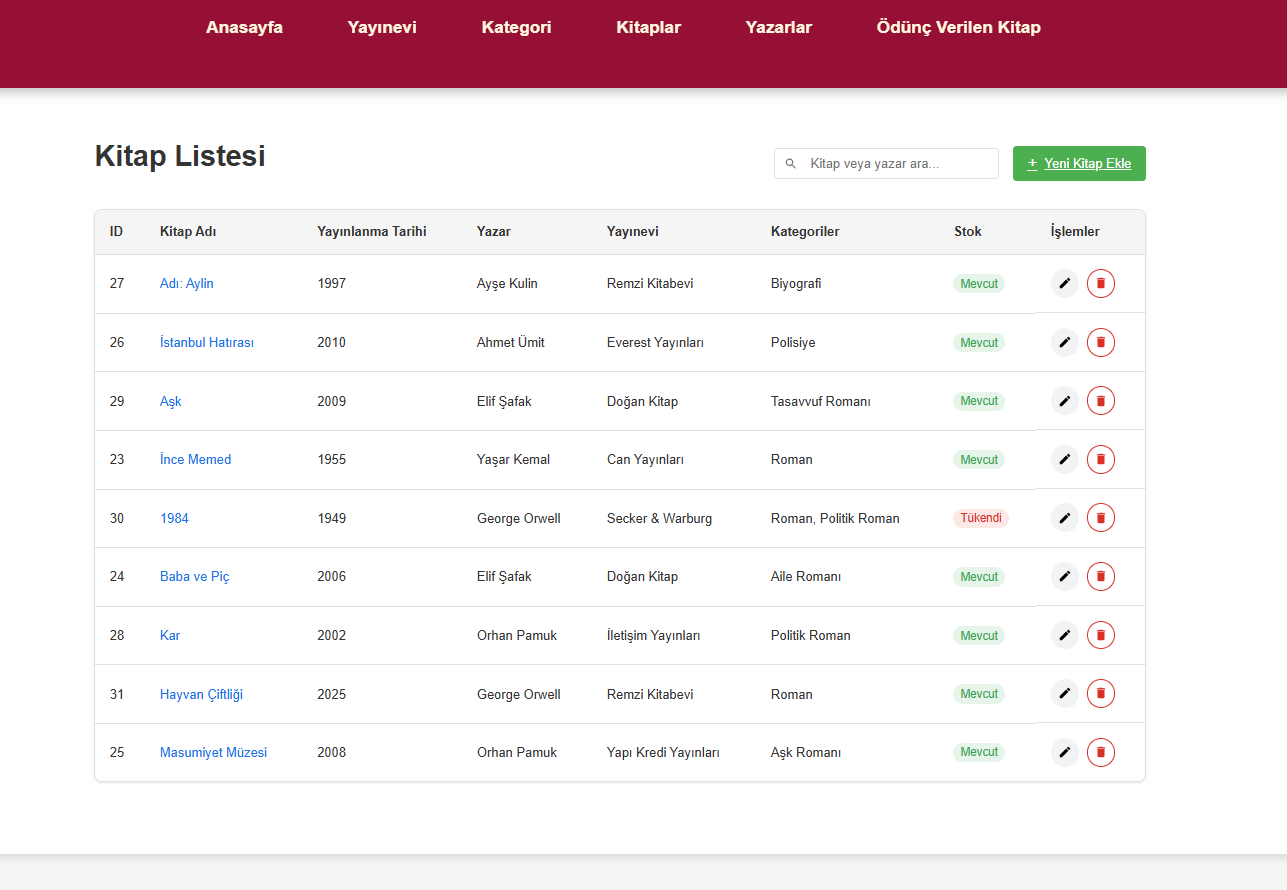 Anasayfa Yayınevi Kategori Kitaplar Yazarlar Ödünç Verilen Kitap
Kitap Listesi
Kitap veya yazar ara...
+ Yeni Kitap Ekle
ID Kitap Adı Yayınlanma Tarihi Yazar Yayınevi Kategoriler Stok İşlemler
27 Adı: Aylin 1997 Ayşe Kulin Remzi Kitabevi Biyografi Mevcut
26 İstanbul Hatırası 2010 Ahmet Ümit Everest Yayınları Polisiye Mevcut
29 Aşk 2009 Elif Şafak Doğan Kitap Tasavvuf Romanı Mevcut
23 İnce Memed 1955 Yaşar Kemal Can Yayınları Roman Mevcut
30 1984 1949 George Orwell Secker & Warburg Roman, Politik Roman Tükendi
24 Baba ve Piç 2006 Elif Şafak Doğan Kitap Aile Romanı Mevcut
28 Kar 2002 Orhan Pamuk İletişim Yayınları Politik Roman Mevcut
31 Hayvan Çiftliği 2025 George Orwell Remzi Kitabevi Roman Mevcut
25 Masumiyet Müzesi 2008 Orhan Pamuk Yapı Kredi Yayınları Aşk Romanı Mevcut